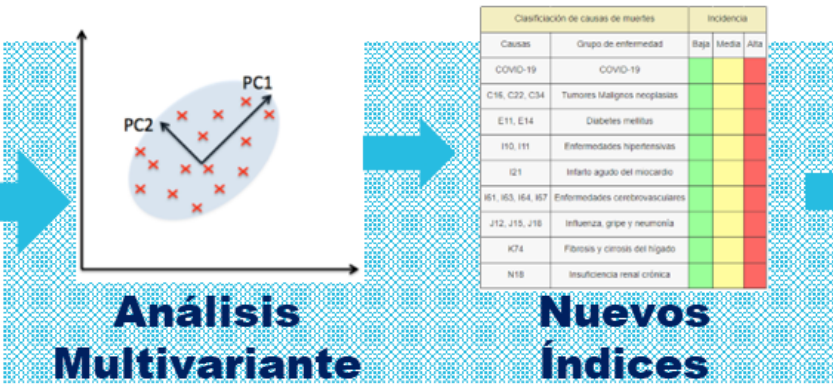 PC1
PC2
Análisis
Multivariante
Clasificiación de causas de muertes Incidencia
Causas Grupo de enfermedad Baja Media Alta
COVID-19 COVID-19
C16, C22, C34 Tumores Malignos neoplasias
E11, E14 Diabetes mellitus
I10, I11 Enfermedades hipertensivas
I21 Infarto agudo del miocardio
I61, I63, I64, I67 Enfermedades cerebrovasculares
J12, J15, J18 Influenza, gripe y neumonía
K74 Fibrosis y cirrosis del hígado
N18 Insuficiencia renal crónica
Nuevos
Índices